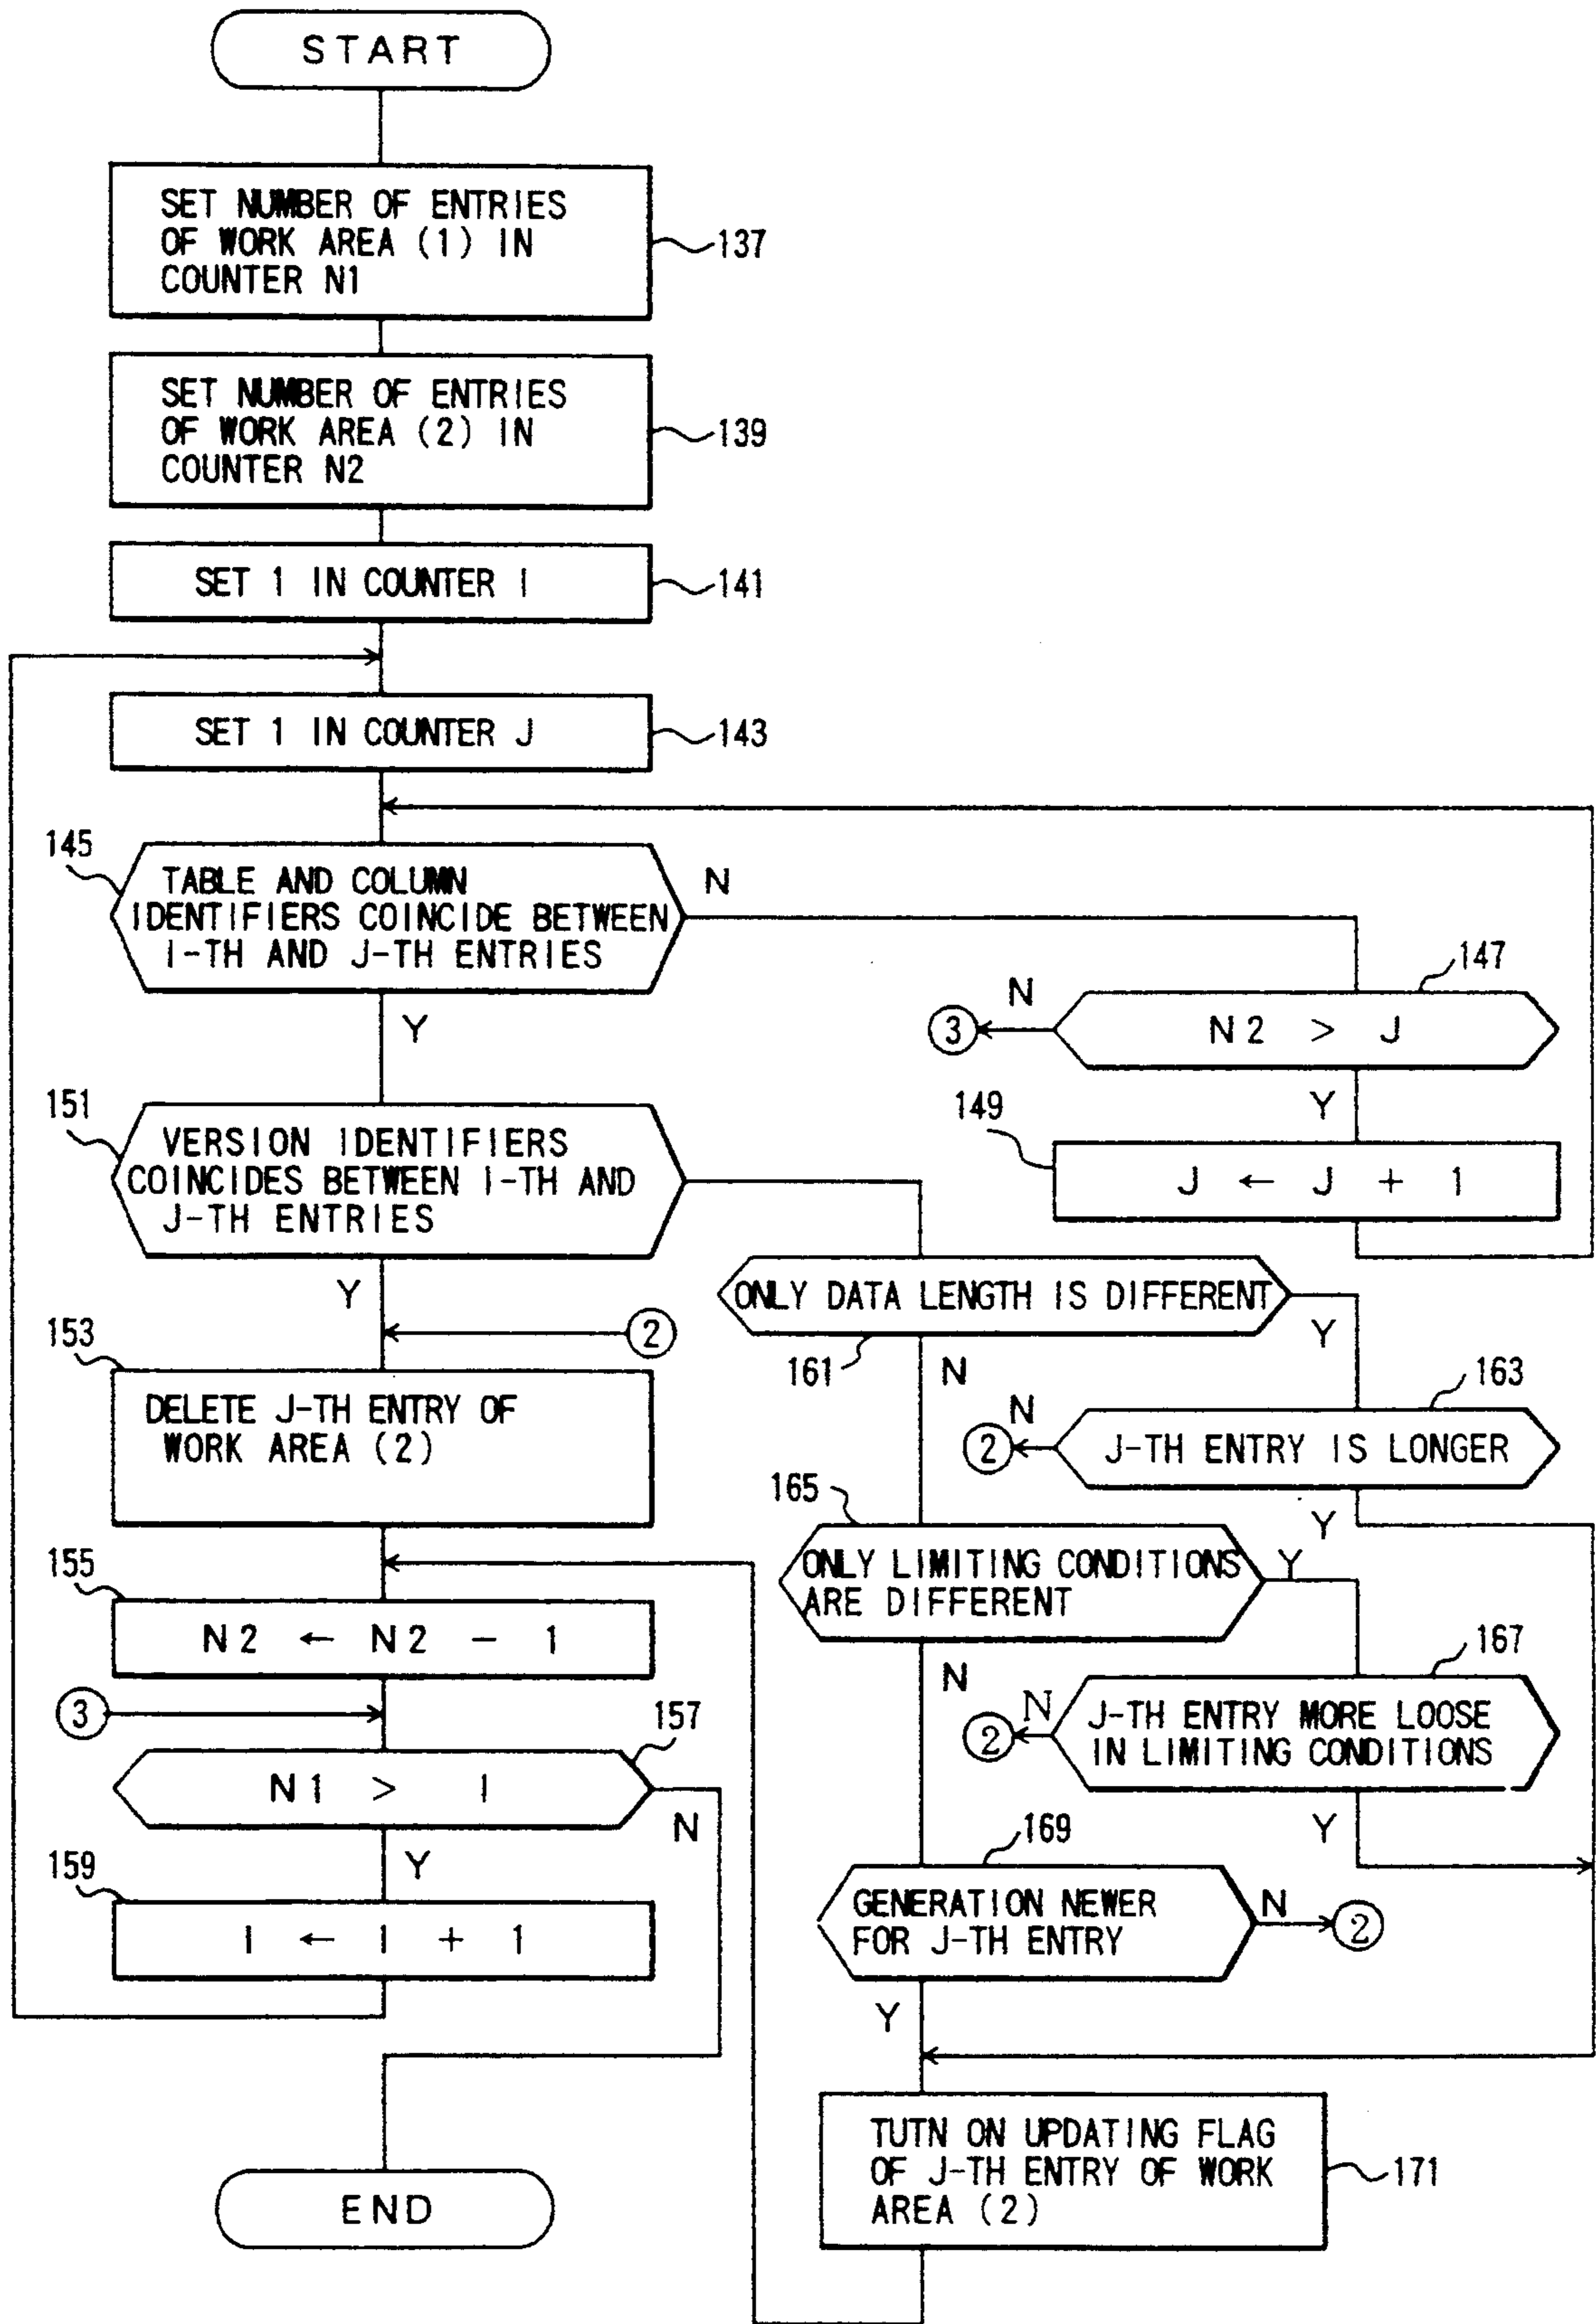 START
SET NUMBER OF ENTRIES
OF WORK AREA (1) IN
COUNTER N1
137
SET NUMBER OF ENTRIES
OF WORK AREA (2) IN
COUNTER N2
139
SET 1 IN COUNTER I
141
SET 1 IN COUNTER J
143
145
TABLE AND COLUMN
IDENTIFIERS COINCIDE BETWEEN
I-TH AND J-TH ENTRIES
N
Y
147
N2 > J
N
3
Y
149
J ← J + 1
151
VERSION IDENTIFIERS
COINCIDES BETWEEN I-TH AND
J-TH ENTRIES
Y
2
ONLY DATA LENGTH IS DIFFERENT
161
Y
N
153
DELETE J-TH ENTRY OF
WORK AREA (2)
163
J-TH ENTRY IS LONGER
N
2
Y
165
ONLY LIMITING CONDITIONS
ARE DIFFERENT
Y
N
155
N2 ← N2 - 1
167
J-TH ENTRY MORE LOOSE
IN LIMITING CONDITIONS
N
2
Y
3
157
N1 > I
N
Y
159
I ← I + 1
169
GENERATION NEWER
FOR J-TH ENTRY
N
2
Y
TUTN ON UPDATING FLAG
OF J-TH ENTRY OF WORK
AREA (2)
171
END